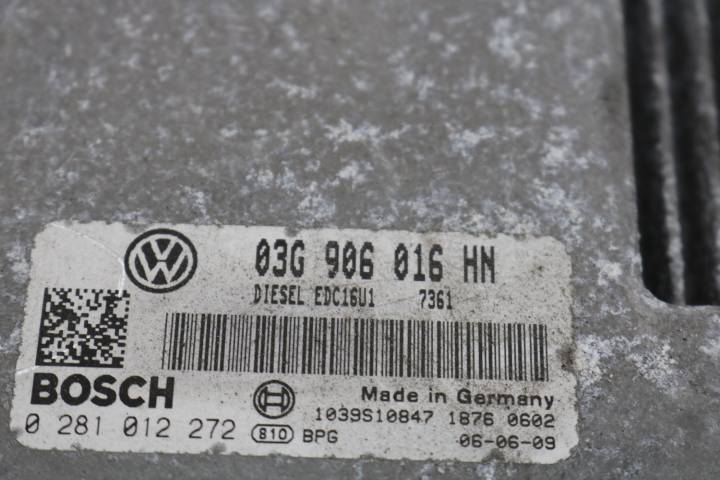 VW 03G 906 016 HN
DIESEL EDC16U1 7361
BOSCH
Made in Germany
1039S10847 1876 0602
0 281 012 272 810 BPG 06-06-09